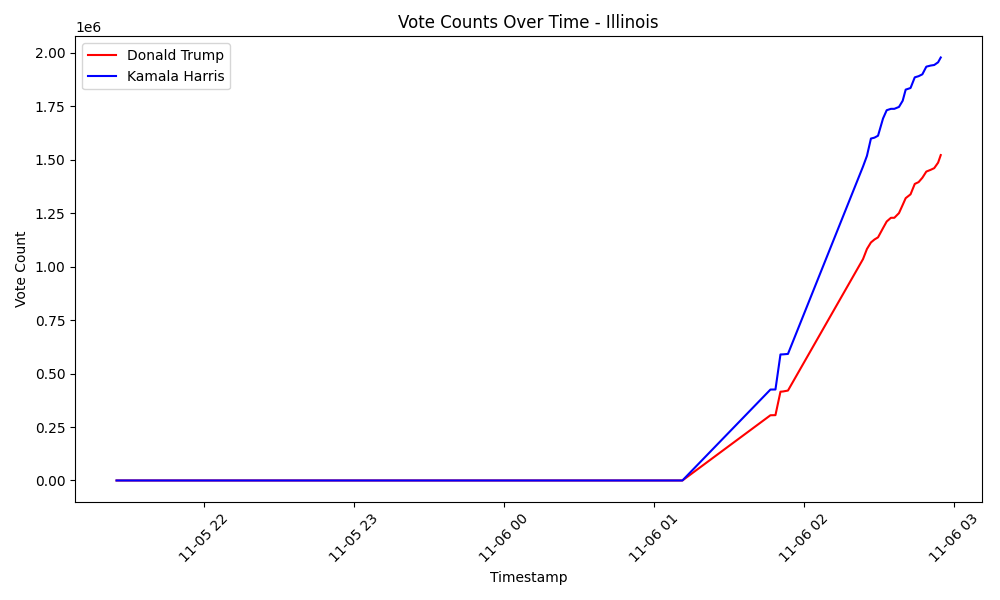 Vote Counts Over Time - Illinois
1e6
Donald Trump
Kamala Harris
2.00
1.75
1.50
1.25
1.00
0.75
0.50
0.25
0.00
Vote Count
11-05 22
11-05 23
11-06 00
11-06 01
11-06 02
11-06 03
Timestamp